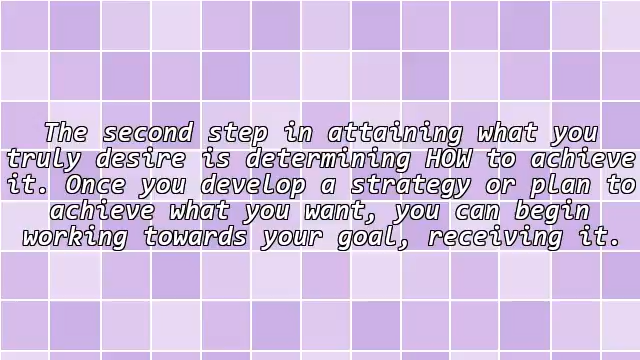 The second step in attaining what you
truly desire is determining HOW to achieve
it. Once you develop a strategy or plan to
achieve what you want, you can begin
working towards your goal, receiving it.